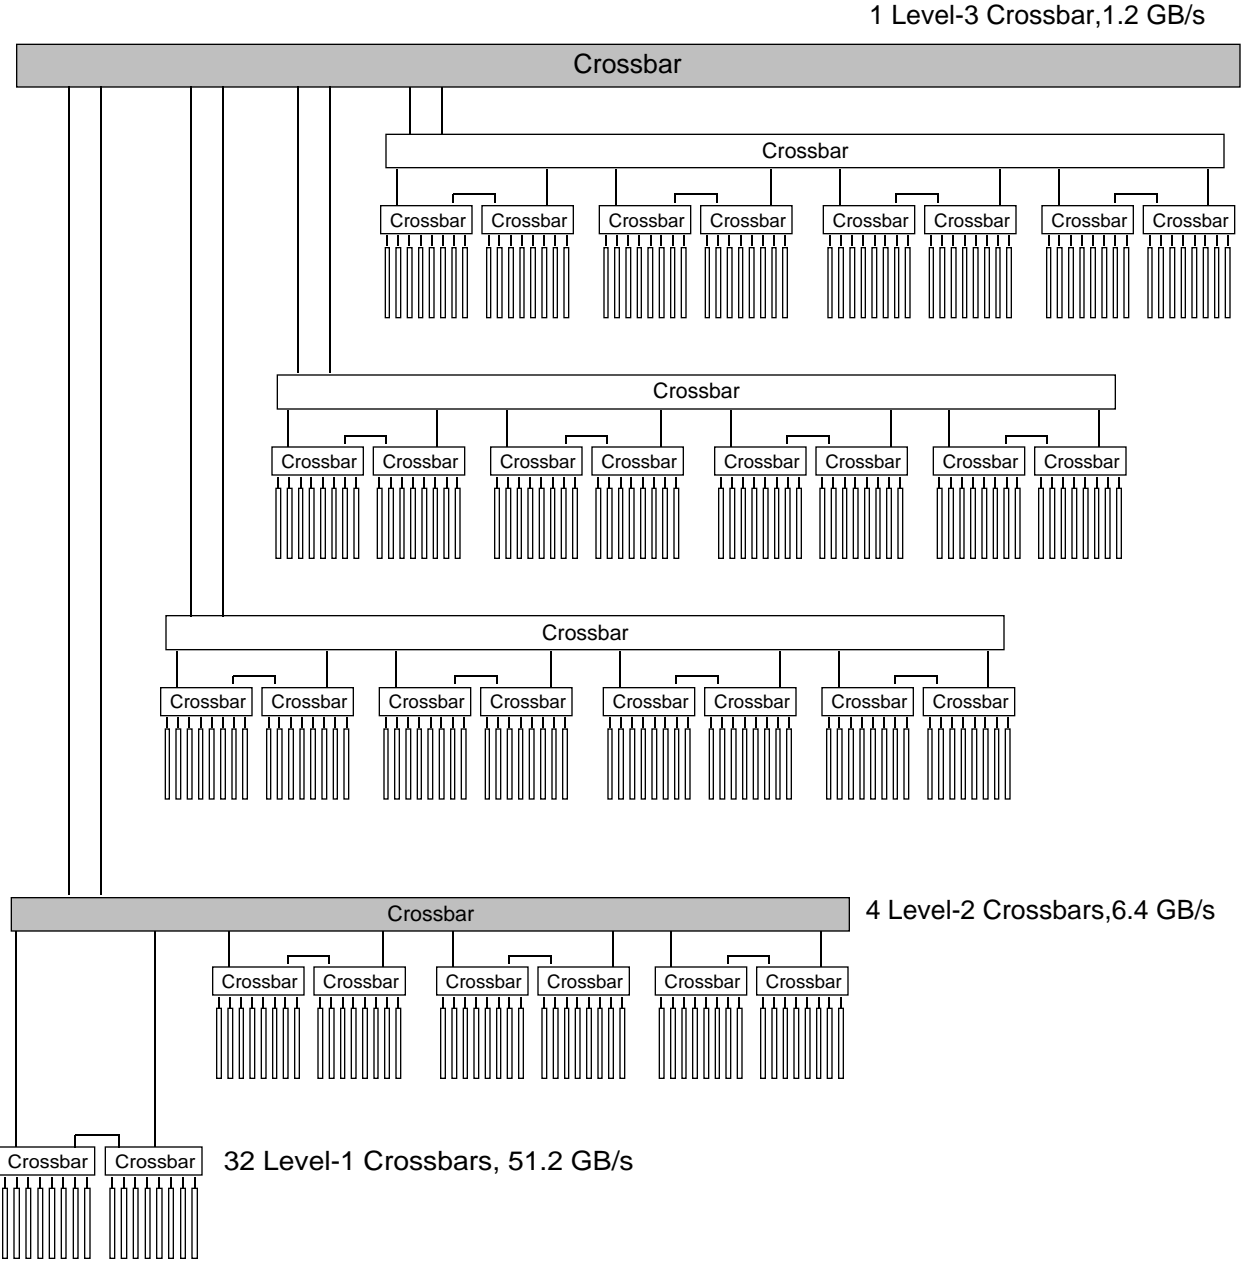 1 Level-3 Crossbar,1.2 GB/s
Crossbar
Crossbar
Crossbar Crossbar Crossbar Crossbar Crossbar Crossbar Crossbar Crossbar
Crossbar
Crossbar Crossbar Crossbar Crossbar Crossbar Crossbar Crossbar Crossbar
Crossbar
Crossbar Crossbar Crossbar Crossbar Crossbar Crossbar Crossbar Crossbar
Crossbar
4 Level-2 Crossbars,6.4 GB/s
Crossbar Crossbar Crossbar Crossbar Crossbar Crossbar
Crossbar Crossbar
32 Level-1 Crossbars, 51.2 GB/s